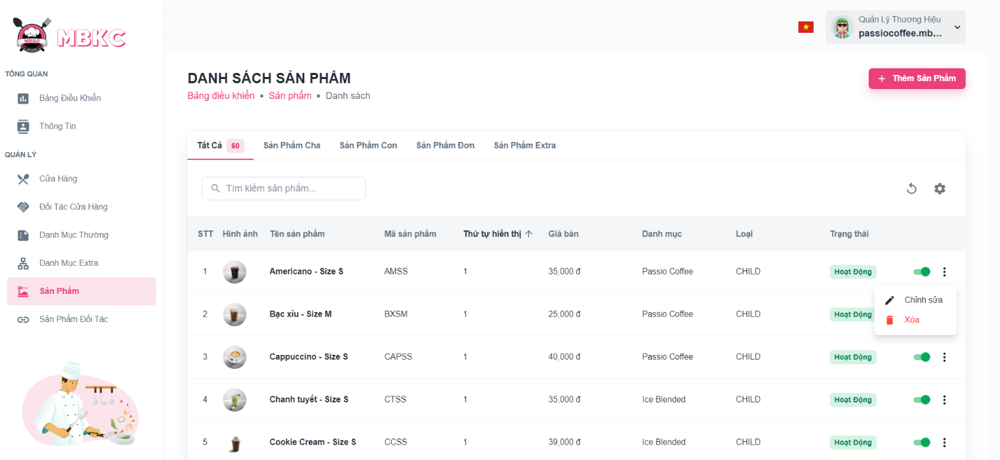 MBKC
MBKC
TỔNG QUAN
Bảng Điều Khiển
Thông Tin
QUẢN LÝ
Cửa Hàng
Đối Tác Cửa Hàng
Danh Mục Thường
Danh Mục Extra
Sản Phẩm
Sản Phẩm Đối Tác
Quản Lý Thương Hiệu
passiocoffee.mb...
DANH SÁCH SẢN PHẨM
Bảng điều khiển • Sản phẩm • Danh sách
+ Thêm Sản Phẩm
Tất Cả 60 Sản Phẩm Cha Sản Phẩm Con Sản Phẩm Đơn Sản Phẩm Extra
Tìm kiếm sản phẩm...
STT Hình ảnh Tên sản phẩm Mã sản phẩm Thứ tự hiển thị ↑ Giá bán Danh mục Loại Trạng thái
1 Americano - Size S AMSS 1 35,000 đ Passio Coffee CHILD Hoạt Động
Chỉnh sửa
2 Bạc xỉu - Size M BXSM 1 25,000 đ Passio Coffee CHILD Hoạt Động
Xóa
3 Cappuccino - Size S CAPSS 1 40,000 đ Passio Coffee CHILD Hoạt Động
4 Chanh tuyết - Size S CTSS 1 35,000 đ Ice Blended CHILD Hoạt Động
5 Cookie Cream - Size S CCSS 1 39,000 đ Ice Blended CHILD Hoạt Động